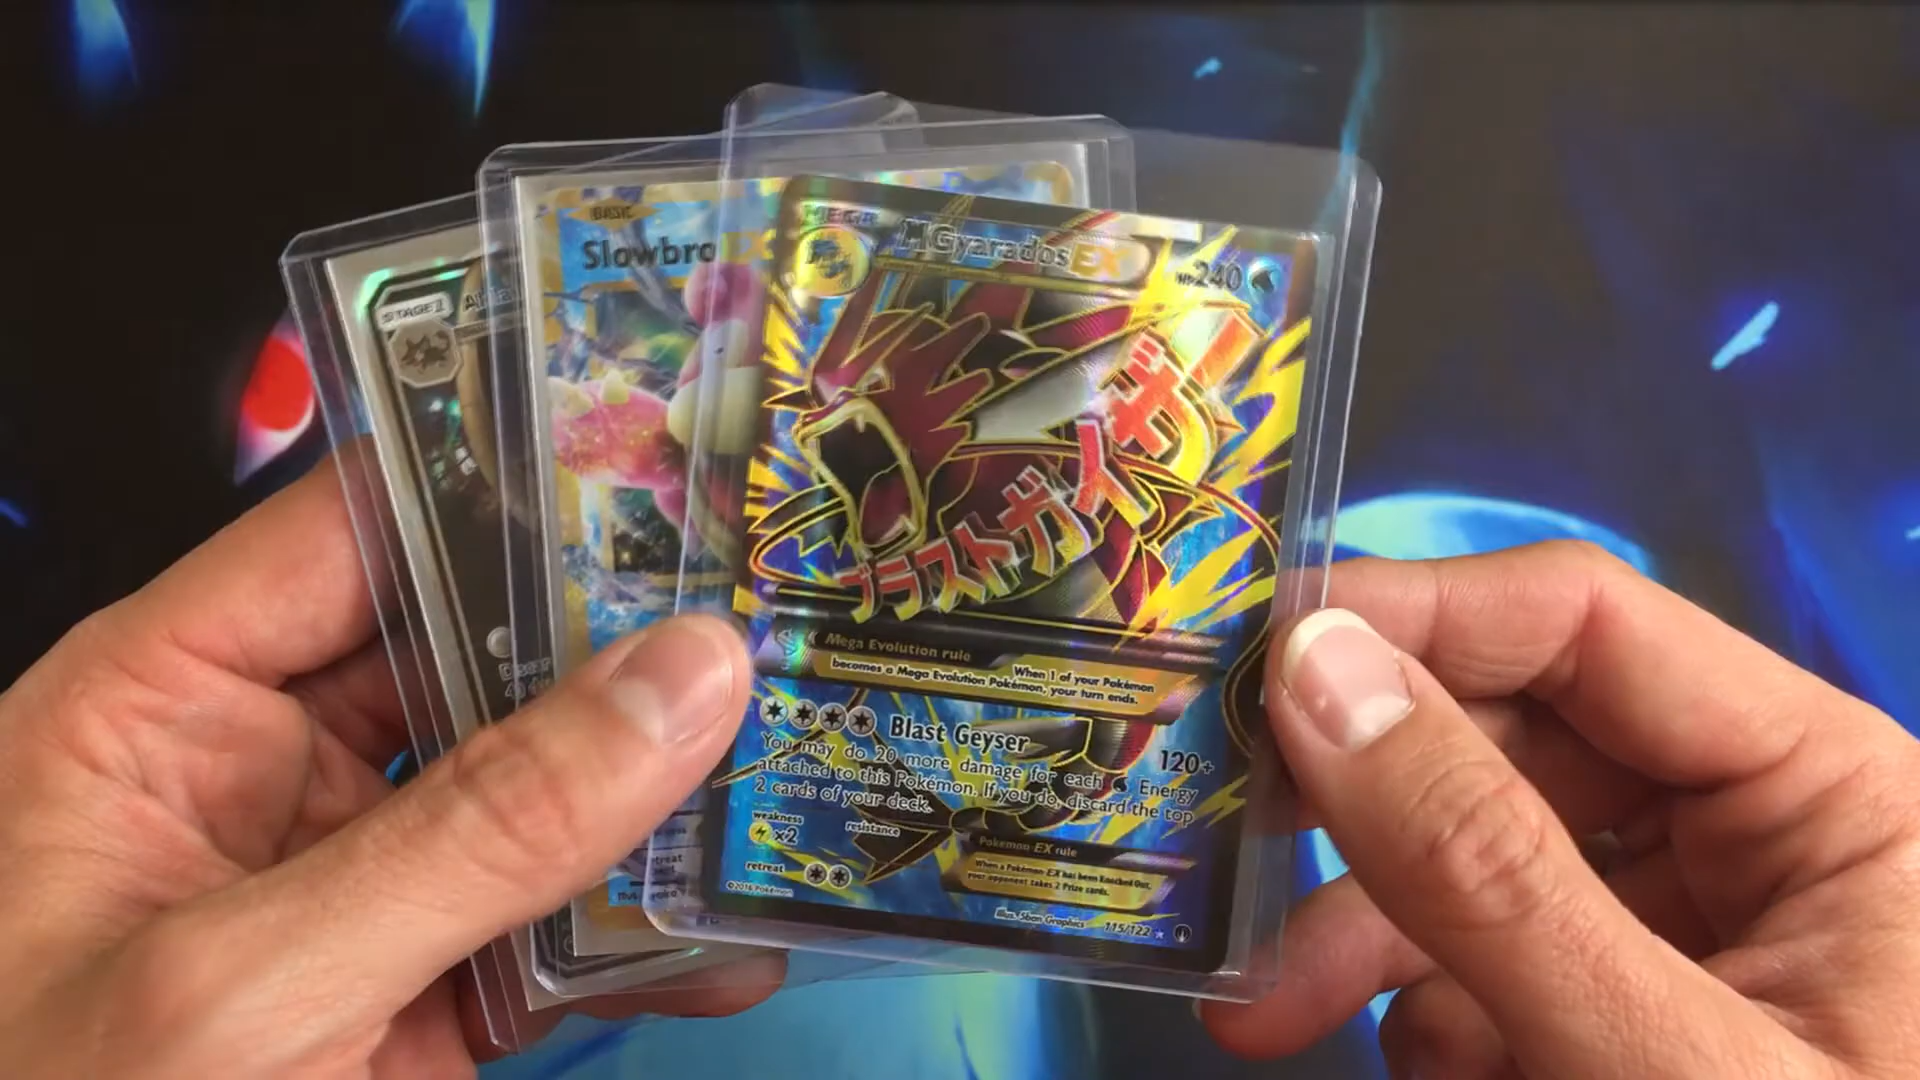 STAGE 1
BASIC
Slowbro EX
MEGA
M Gyarados EX
HP 240
ブラストガイザー
Mega Evolution rule
When 1 of your Pokémon
becomes a Mega Evolution Pokémon, your turn ends.
Blast Geyser
120+
You may do 20 more damage for each Energy
attached to this Pokémon. If you do, discard the top
2 cards of your deck.
weakness
×2
resistance
retreat
Pokémon EX rule
When a Pokémon-EX has been Knocked Out,
your opponent takes 2 Prize cards.
©2016 Pokémon
Illus. 5ban Graphics
115/122